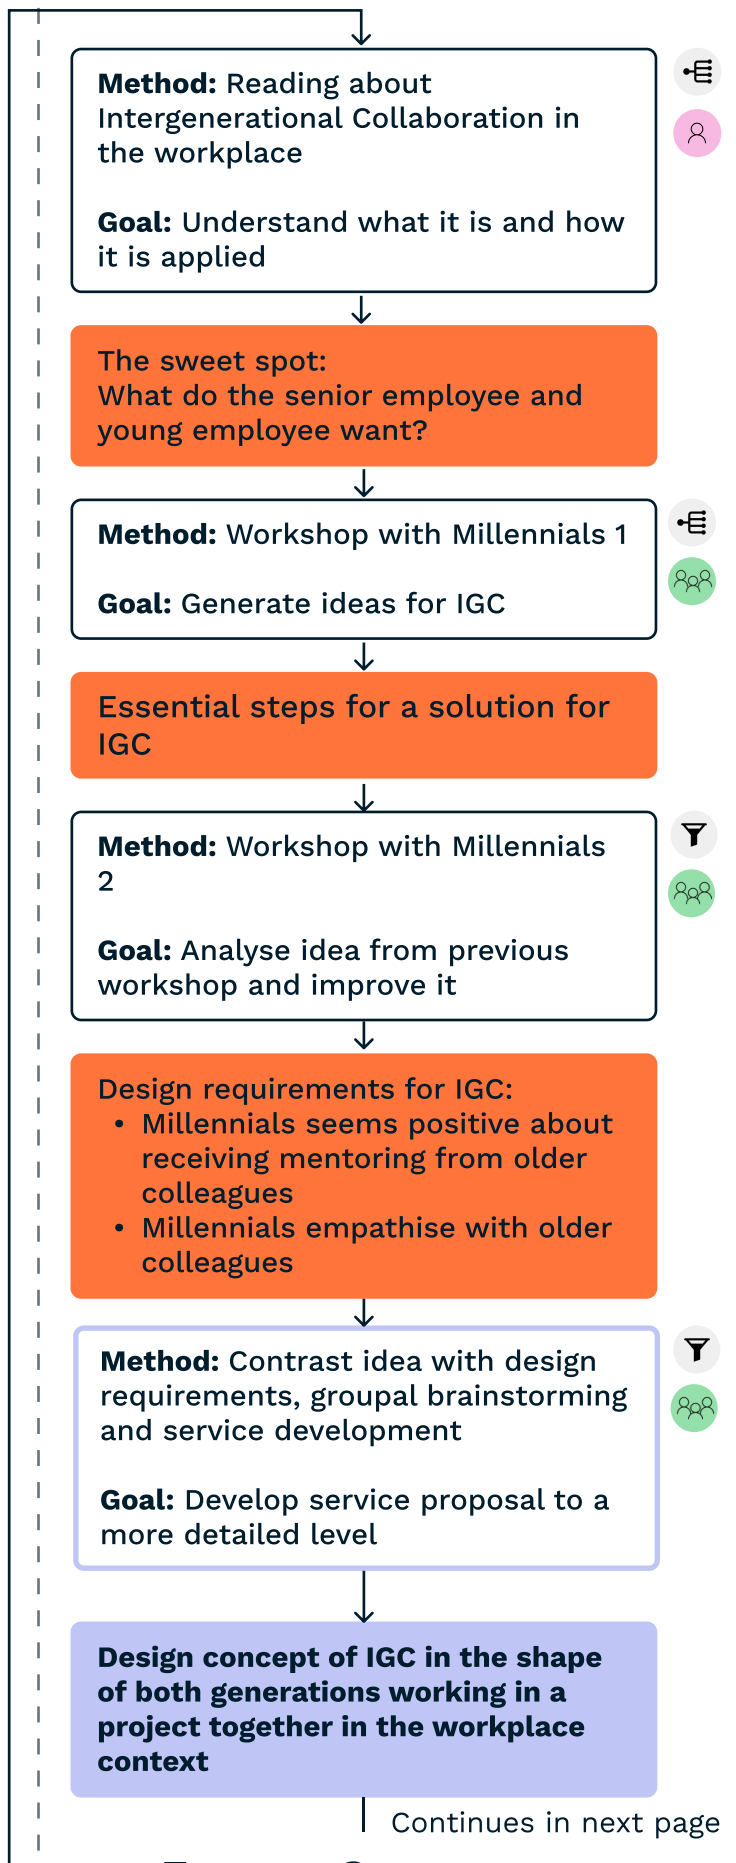 Method: Reading about
Intergenerational Collaboration in
the workplace
Goal: Understand what it is and how
it is applied
The sweet spot:
What do the senior employee and
young employee want?
Method: Workshop with Millennials 1
Goal: Generate ideas for IGC
Essential steps for a solution for
IGC
Method: Workshop with Millennials
2
Goal: Analyse idea from previous
workshop and improve it
Design requirements for IGC:
• Millennials seems positive about
receiving mentoring from older
colleagues
• Millennials empathise with older
colleagues
Method: Contrast idea with design
requirements, groupal brainstorming
and service development
Goal: Develop service proposal to a
more detailed level
Design concept of IGC in the shape
of both generations working in a
project together in the workplace
context
Continues in next page